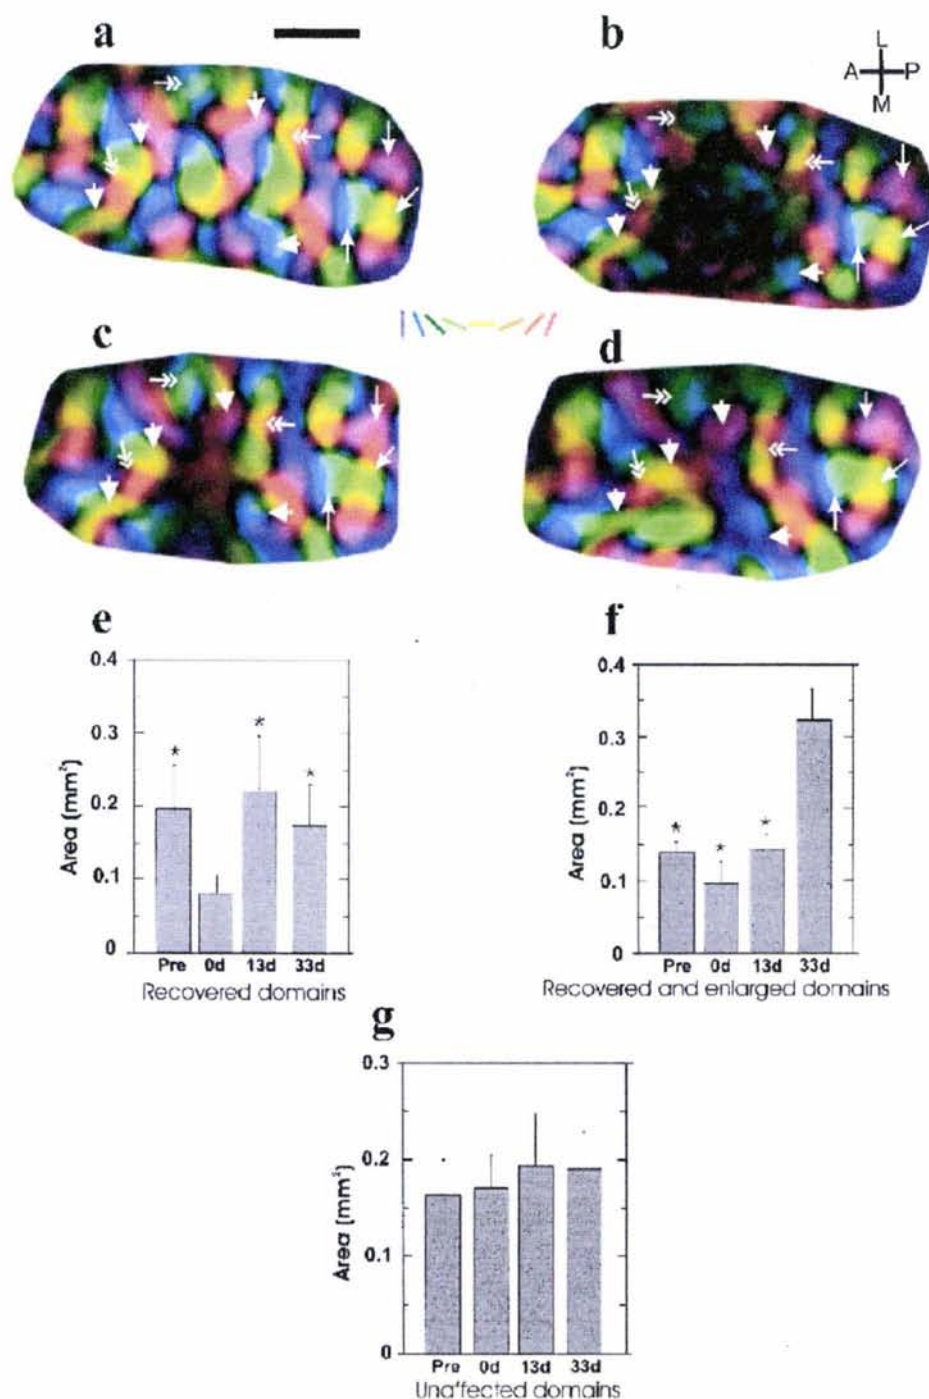 a
b
L
A P
M
c
d
e
f
0.4
0.3
0.2
0.1
0
Area (mm²)
Pre 0d 13d 33d
Recovered domains
0.4
0.3
0.2
0.1
0
Area (mm²)
Pre 0d 13d 33d
Recovered and enlarged domains
g
0.3
0.2
0.1
0
Area (mm²)
Pre 0d 13d 33d
Unaffected domains